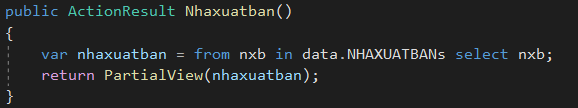 public ActionResult Nhaxuatban()
{
var nhaxuatban = from nxb in data.NHAXUATBANs select nxb;
return PartialView(nhaxuatban);
}